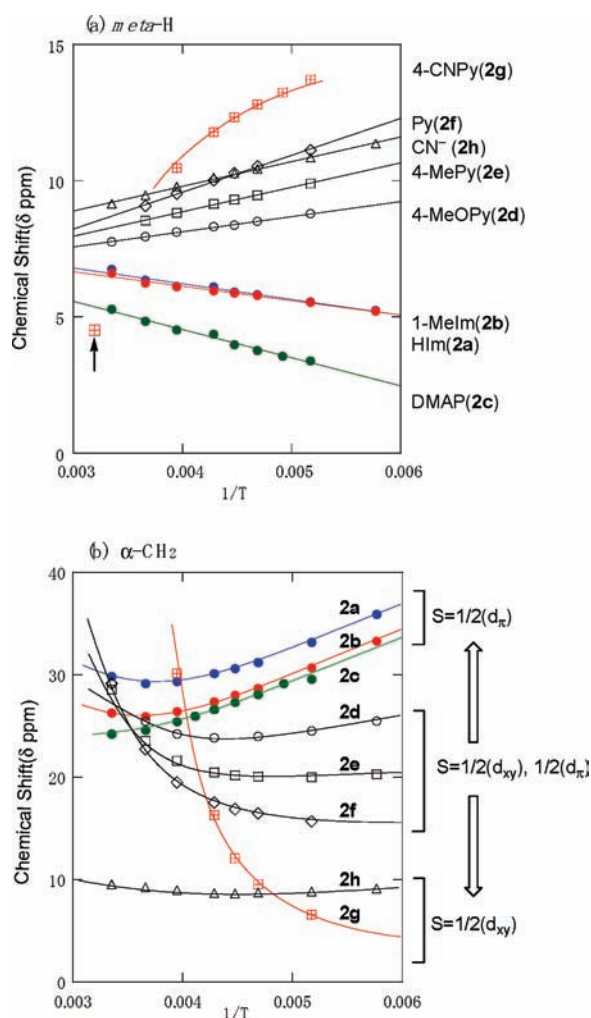 (a) meta-H
15
10
5
0
Chemical Shift(δ ppm)
0.003 0.004 0.005 0.006
1/T
4-CNPy(2g)
Py(2f)
CN⁻ (2h)
4-MePy(2e)
4-MeOPy(2d)
1-MeIm(2b)
HIm(2a)
DMAP(2c)
(b) α-CH₂
40
30
20
10
0
Chemical Shift(δ ppm)
0.003 0.004 0.005 0.006
1/T
2a
2b
2c
2d
2e
2f
2h
2g
S=1/2(dπ)
S=1/2(dxy), 1/2(dπ)
S=1/2(dxy)